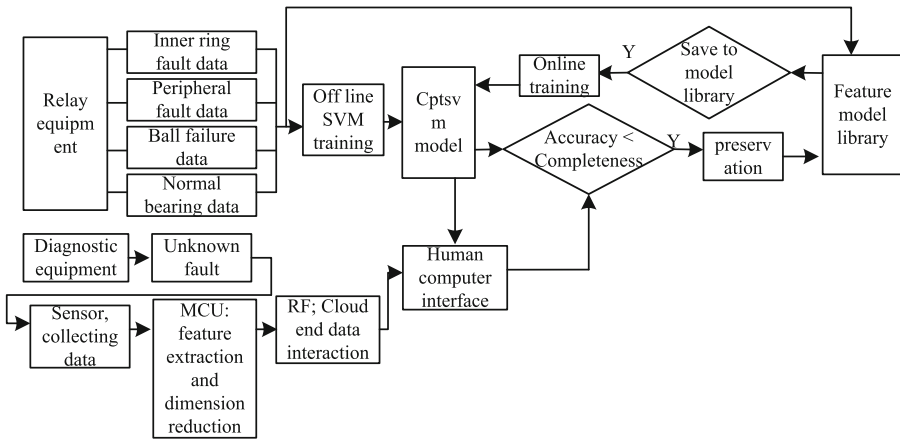 Relay
equipm
ent
Inner ring
fault data
Peripheral
fault data
Ball failure
data
Normal
bearing data
Off line
SVM
training
Cptsv
m
model
Online
training
Y
Save to
model
library
Feature
model
library
Accuracy <
Completeness
Y
preserv
ation
Diagnostic
equipment
Unknown
fault
Human
computer
interface
Sensor,
collecting
data
MCU:
feature
extraction
and
dimension
reduction
RF; Cloud
end data
interaction